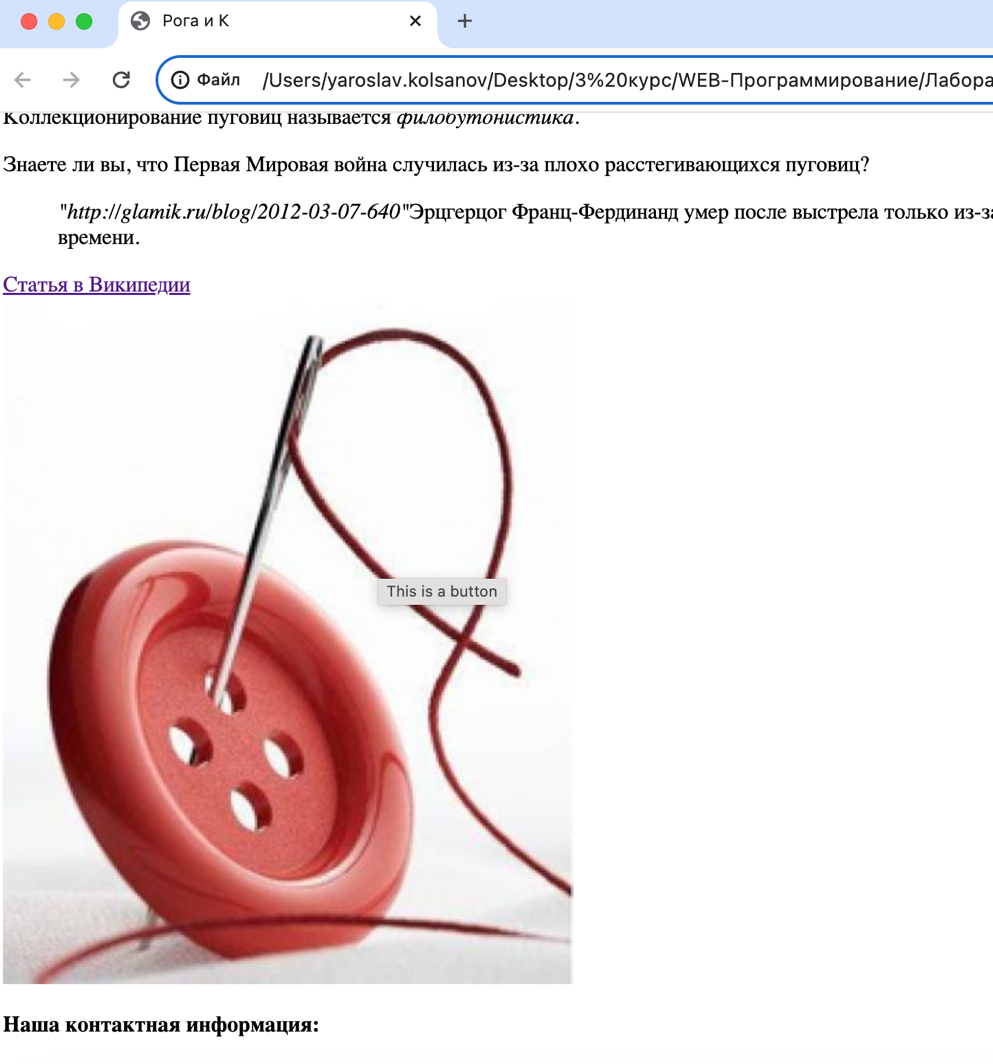 Рога и К
Файл /Users/yaroslav.kolsanov/Desktop/3%20курс/WEB-Программирование/Лабора
Коллекционирование пуговиц называется филобутонистика.
Знаете ли вы, что Первая Мировая война случилась из-за плохо расстегивающихся пуговиц?
"http://glamik.ru/blog/2012-03-07-640"Эрцгерцог Франц-Фердинанд умер после выстрела только из-за
времени.
Статья в Википедии
This is a button
Наша контактная информация: